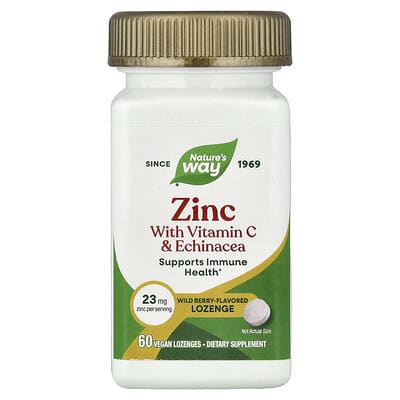 Nature's
SINCE way 1969
Zinc
With Vitamin C
& Echinacea
Supports Immune
Health*
23 mg
zinc per serving
WILD BERRY-FLAVORED
LOZENGE
Not Actual Size
60 VEGAN LOZENGES • DIETARY SUPPLEMENT